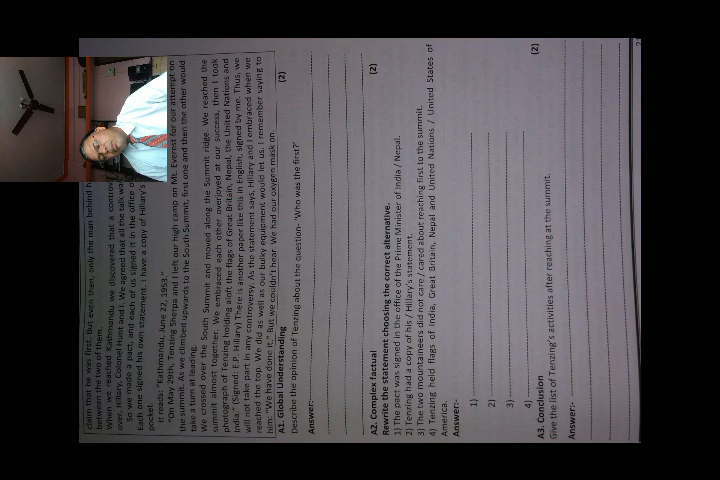 claim that he was first. But even then, only the man behind h
between the two of them.
When we reached Kathmandu we discovered that a controv
over, Hillary, Colonel Hunt and I. We agreed that all the talk wa
So we made a pact, and each of us signed it in the office o
Each one signed his own statement. I have a copy of Hillary's
pocket.
It reads: "Kathmandu, June 22, 1953."
"On May 29th, Tenzing Sherpa and I left our high camp on Mt. Everest for our attempt on
the summit. As we climbed upwards to the South Summit, first one and then the other would
take a turn at leading.
We crossed over the South Summit and moved along the Summit ridge. We reached the
summit almost together. We embraced each other overjoyed at our success, then I took
photograph of Tenzing holding aloft the flags of Great Britain, Nepal, the United Nations and
India." (Signed: E.P. Hillary) There is another paper like this in English, signed by me. Thus, we
will not take part in any controversy. As the statement says, Hillary and I embraced when we
reached the top. We did as well as our bulky equipment would let us. I remember saying to
him: "We have done it." But we couldn't hear. We had our oxygen mask on.
A1. Global Understanding (2)
Describe the opinion of Tenzing about the question- 'Who was the first?'
Answer:-
A2. Complex factual (2)
Rewrite the statement choosing the correct alternative.
1) The pact was signed in the office of the Prime Minister of India / Nepal.
2) Tenzing had a copy of his / Hillary's statement.
3) The two mountaineers did not care / cared about reaching first to the summit.
4) Tenzing held flags of India, Great Britain, Nepal and United Nations / United States of
America.
Answer:-
1)
2)
3)
4)
A3. Conclusion (2)
Give the list of Tenzing's activities after reaching at the summit.
Answer:-